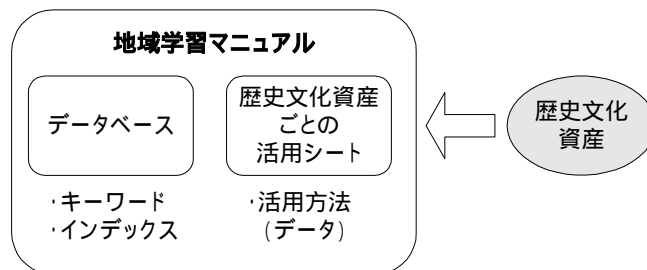 地域学習マニュアル
データベース
歴史文化資産
ごとの
活用シート
・キーワード
・インデックス
・活用方法
(データ)
歴史文化
資産